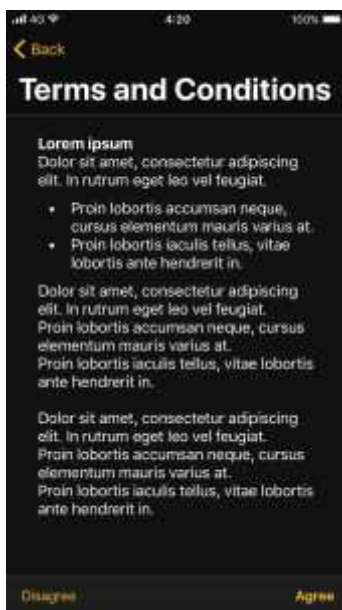 4G 4:20 100%
Back
Terms and Conditions
Lorem ipsum
Dolor sit amet, consectetur adipiscing
elit. In rutrum eget leo vel feugiat.
• Proin lobortis accumsan neque,
cursus elementum mauris varius at.
• Proin lobortis iaculis tellus, vitae
lobortis ante hendrerit in.
Dolor sit amet, consectetur adipiscing
elit. In rutrum eget leo vel feugiat.
Proin lobortis accumsan neque, cursus
elementum mauris varius at.
Proin lobortis iaculis tellus, vitae lobortis
ante hendrerit in.
Dolor sit amet, consectetur adipiscing
elit. In rutrum eget leo vel feugiat.
Proin lobortis accumsan neque, cursus
elementum mauris varius at.
Proin lobortis iaculis tellus, vitae lobortis
ante hendrerit in.
Disagree Agree